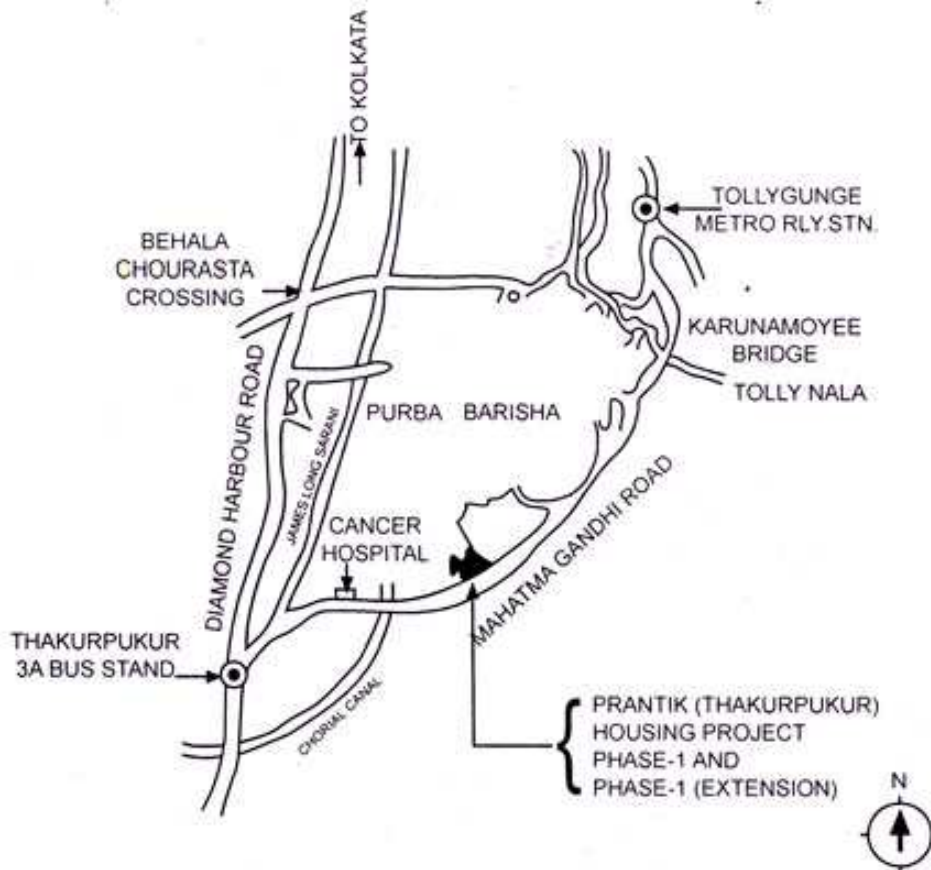 TO KOLKATA
TOLLYGUNGE
METRO RLY.STN.
BEHALA
CHOURASTA
CROSSING
KARUNAMOYEE
BRIDGE
TOLLY NALA
DIAMOND HARBOUR ROAD
JAMES LONG SARANI
PURBA BARISHA
CANCER
HOSPITAL
MAHATMA GANDHI ROAD
THAKURPUKUR
3A BUS STAND
CHORIAL CANAL
PRANTIK (THAKURPUKUR)
HOUSING PROJECT
PHASE-1 AND
PHASE-1 (EXTENSION)
N